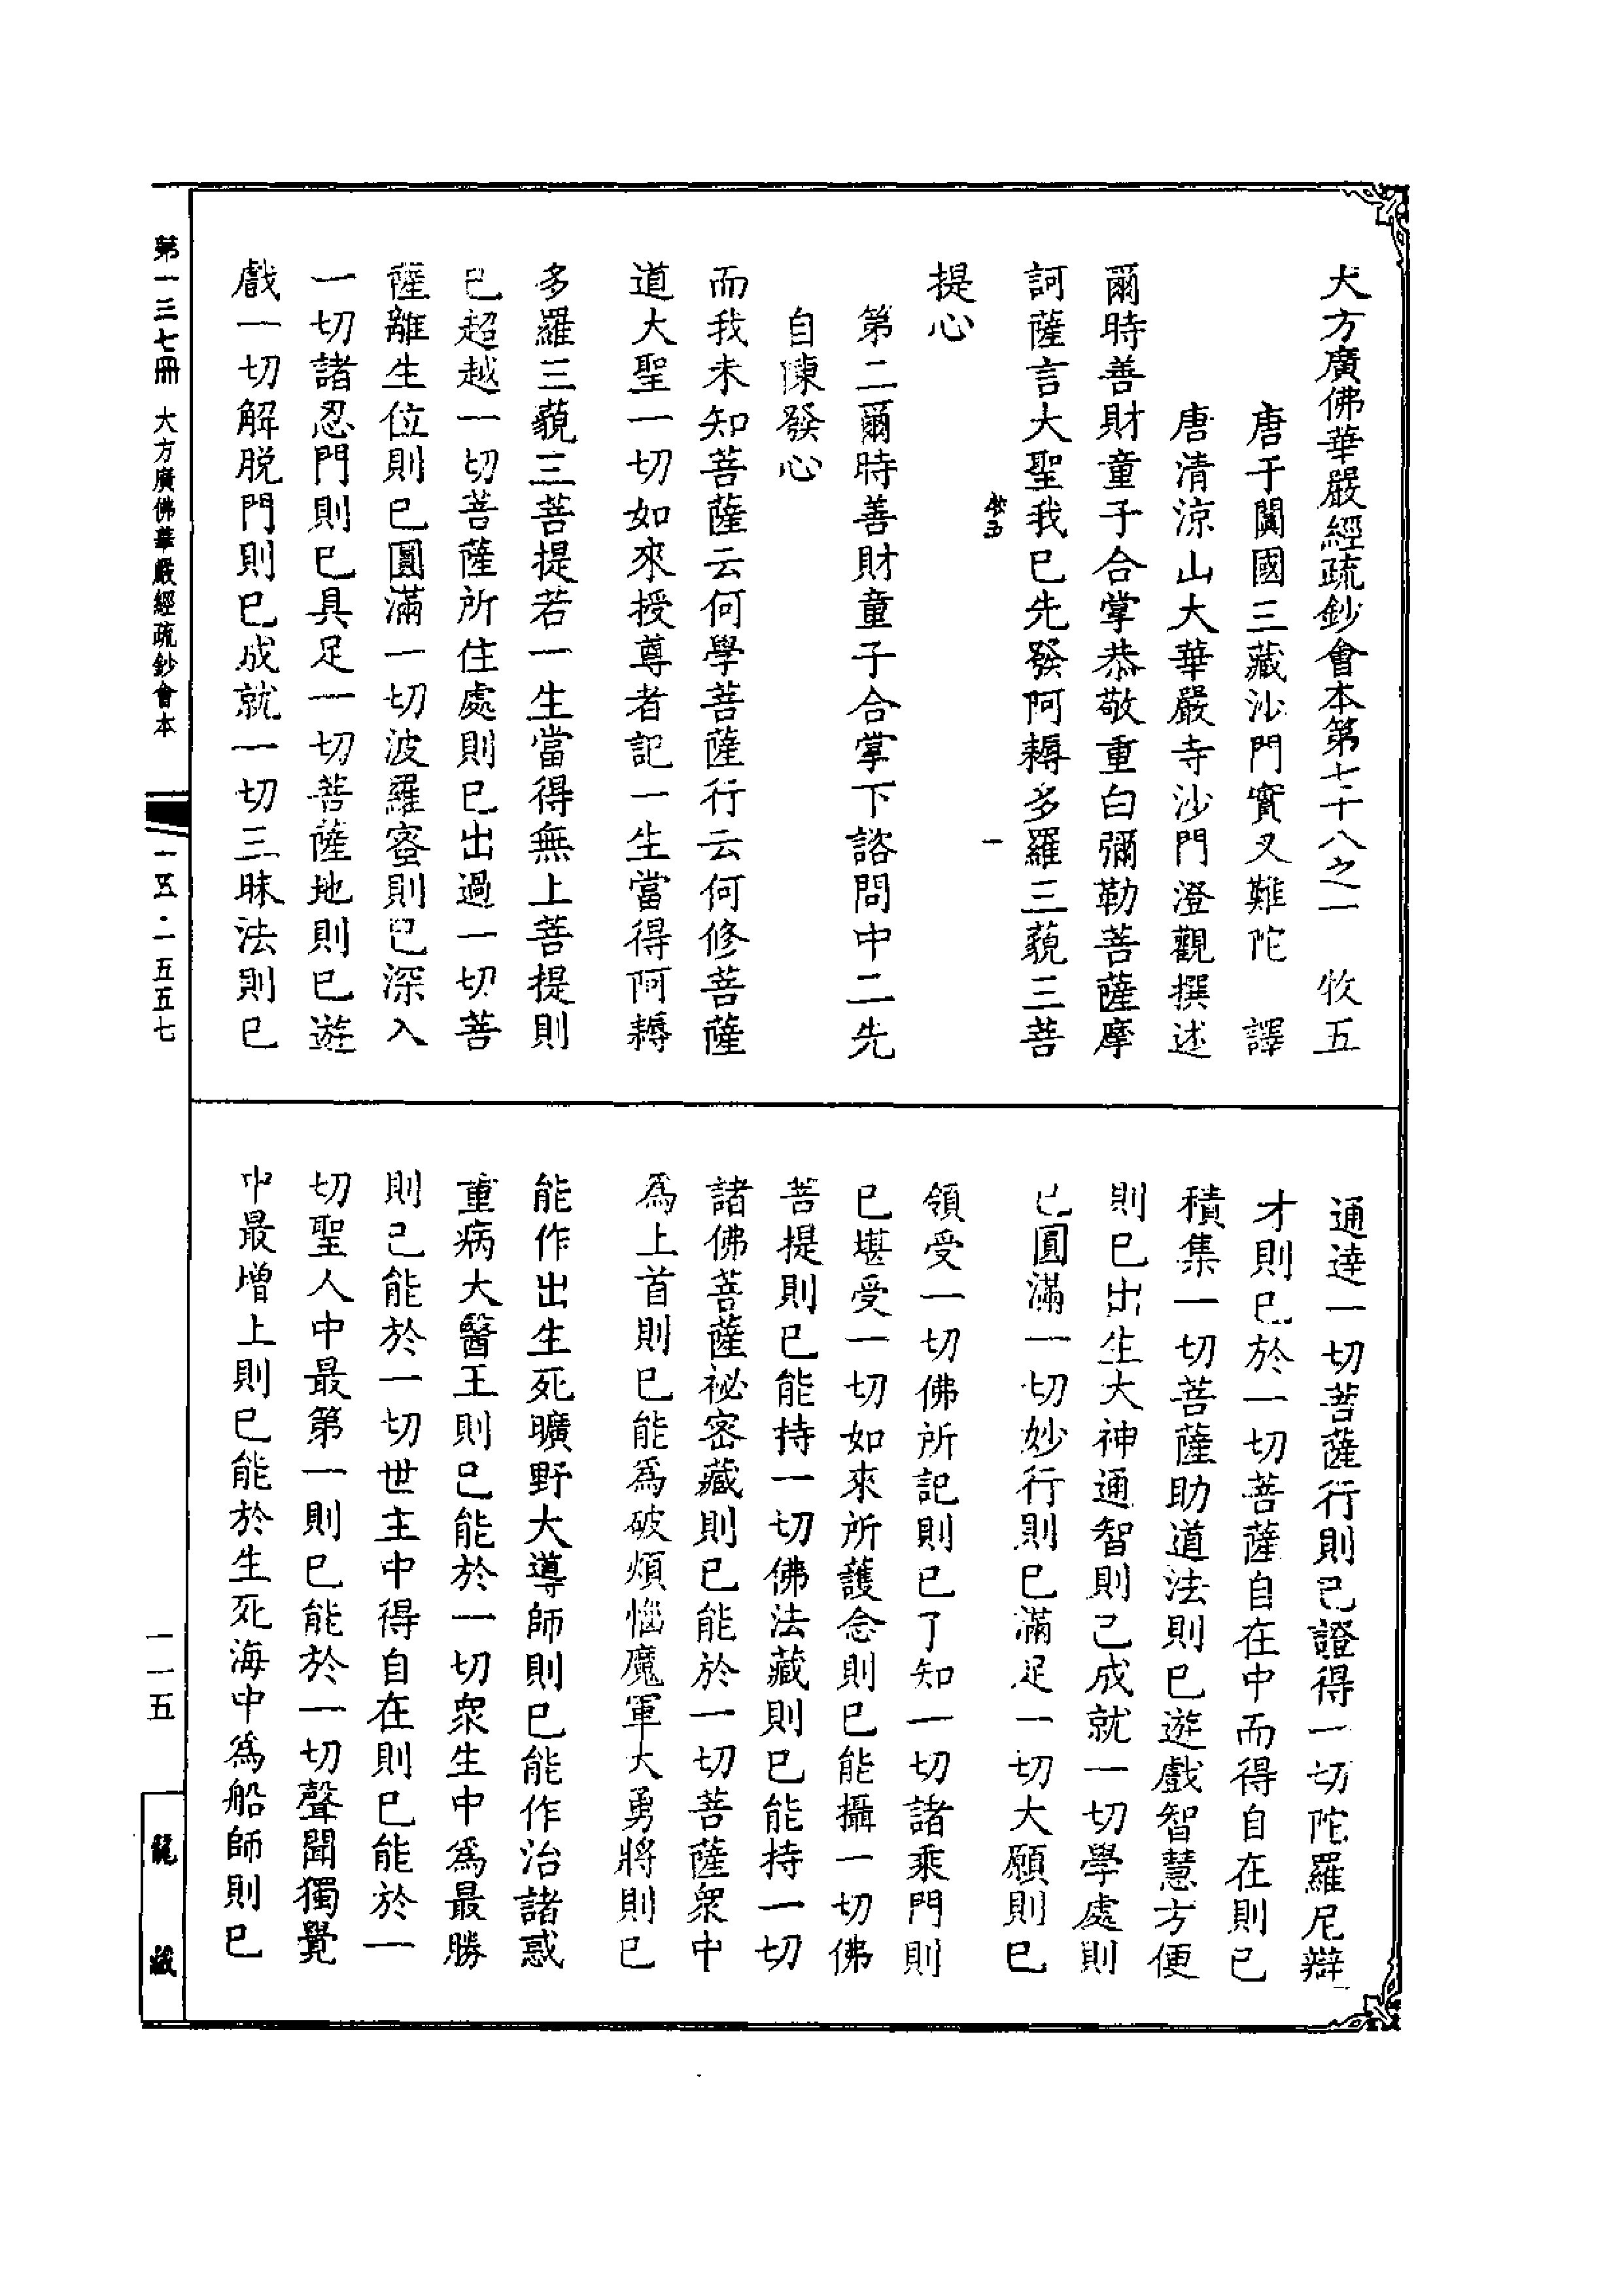 大方廣佛華嚴經疏鈔會本第七十八之一　牧五
唐于闐國三藏沙門實叉難陀　譯
唐清涼山大華嚴寺沙門澄觀撰述
爾時善財童子合掌恭敬重白彌勒菩薩摩
訶薩言大聖我已先發阿耨多羅三藐三菩
提心
第二爾時善財童子合掌下諮問中二先
自陳發心
而我未知菩薩云何學菩薩行云何修菩薩
道大聖一切如來授尊者記一生當得阿耨
多羅三藐三菩提若一生當得無上菩提則
已超越一切菩薩所住處則已出過一切菩
薩離生位則已圓滿一切波羅蜜則已深入
一切諸忍門則已具足一切菩薩地則已遊
戲一切解脫門則已成就一切三昧法則已
通達一切菩薩行則已證得一切陀羅尼辯
才則已於一切菩薩自在中而得自在則已
積集一切菩薩助道法則已遊戲智慧方便
則已出生大神通智則已成就一切學處則
已圓滿一切妙行則已滿足一切大願則已
領受一切佛所記則已了知一切諸乘門則
已堪受一切如來所護念則已能攝一切佛
菩提則已能持一切佛法藏則已能持一切
諸佛菩薩祕密藏則已能於一切菩薩衆中
爲上首則已能爲破煩惱魔軍大勇將則已
能作出生死曠野大導師則已能作治諸惑
重病大醫王則已能於一切衆生中爲最勝
則已能於一切世主中得自在則已能於一
切聖人中最第一則已能於一切聲聞獨覺
中最增上則已能於生死海中爲船師則已
第一三七冊　大方廣佛華嚴經疏鈔會本
一五·一五五七
一一五
龍藏